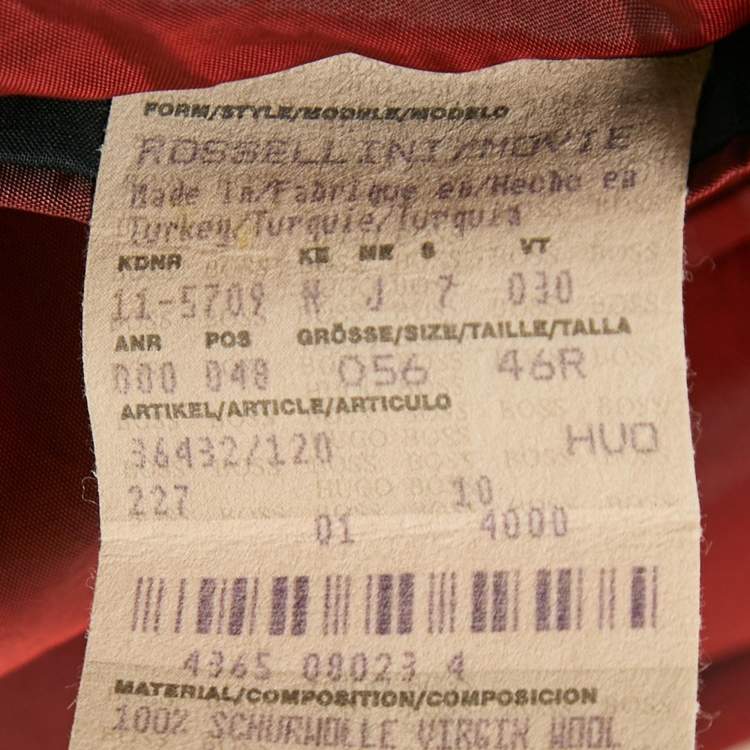 FORM/STYLE/MODELE/MODELO
ROSSELLINI/MOVIE
Made in/Fabrique en/Hecho en
Turkey/Turquie/Turquia
KDNR KE ME S VT
11-5709 N J 7 030
ANR POS GRÖSSE/SIZE/TAILLE/TALLA
000 048 056 46R
ARTIKEL/ARTICLE/ARTICULO
36432/120 HUO
227 10
01 4000
4365 08023 4
MATERIAL/COMPOSITION/COMPOSICION
100% SCHURWOLLE VIRGIN WOOL